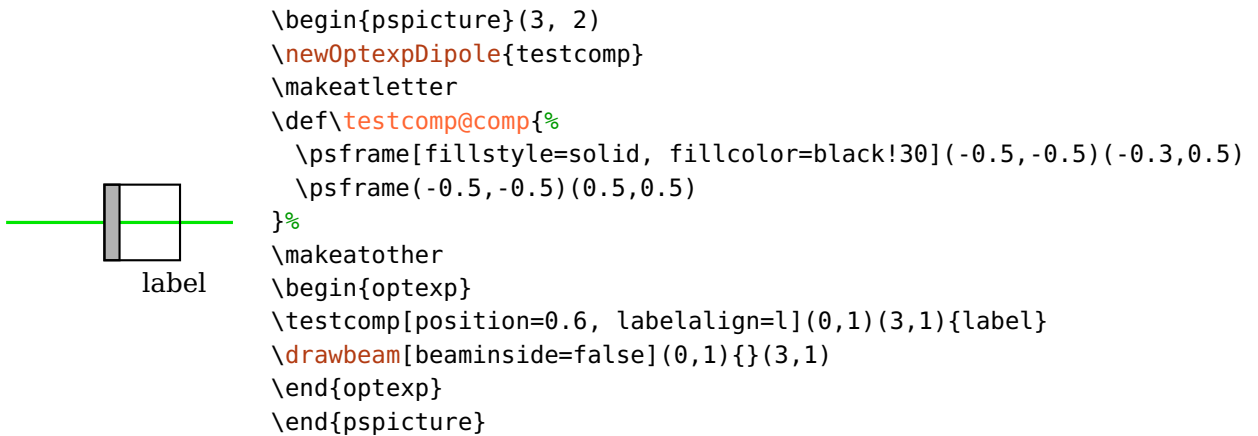 \begin{pspicture}(3, 2)
\newOptexpDipole{testcomp}
\makeatletter
\def\testcomp@comp{%
\psframe[fillstyle=solid, fillcolor=black!30](-0.5,-0.5)(-0.3,0.5)
\psframe(-0.5,-0.5)(0.5,0.5)
}%
\makeatother
label
\begin{optexp}
\testcomp[position=0.6, labelalign=l](0,1)(3,1){label}
\drawbeam[beaminside=false](0,1){}(3,1)
\end{optexp}
\end{pspicture}